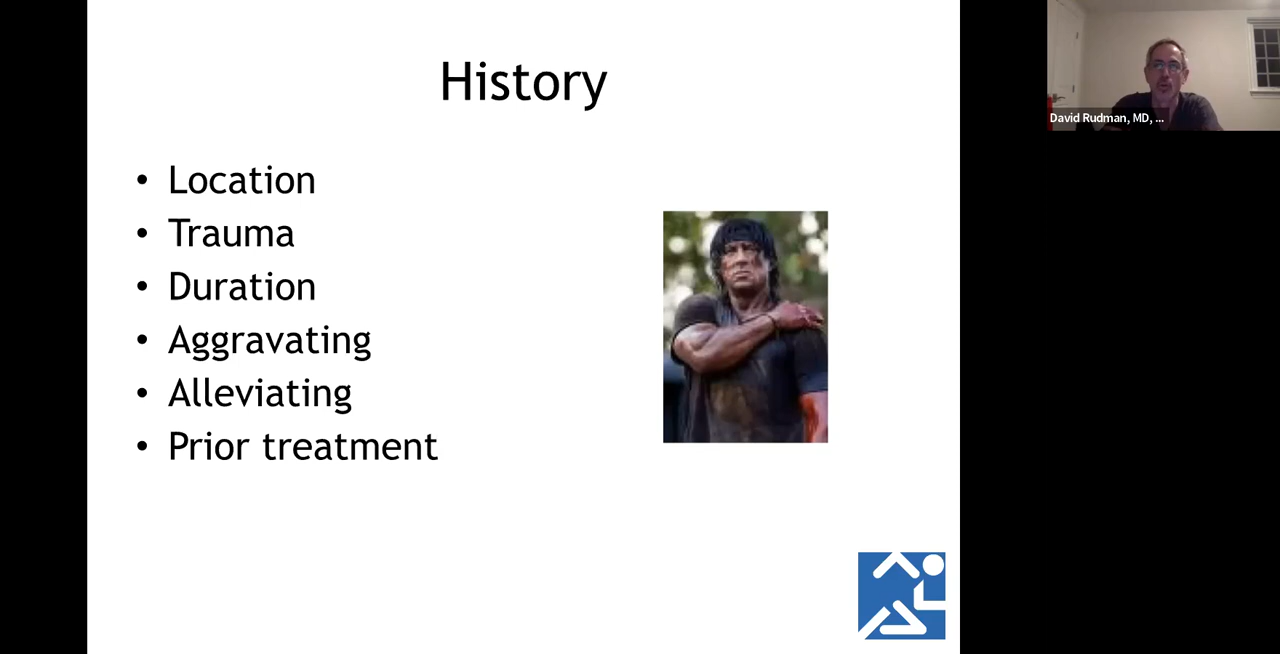 History
• Location
• Trauma
• Duration
• Aggravating
• Alleviating
• Prior treatment
David Rudman, MD, ...